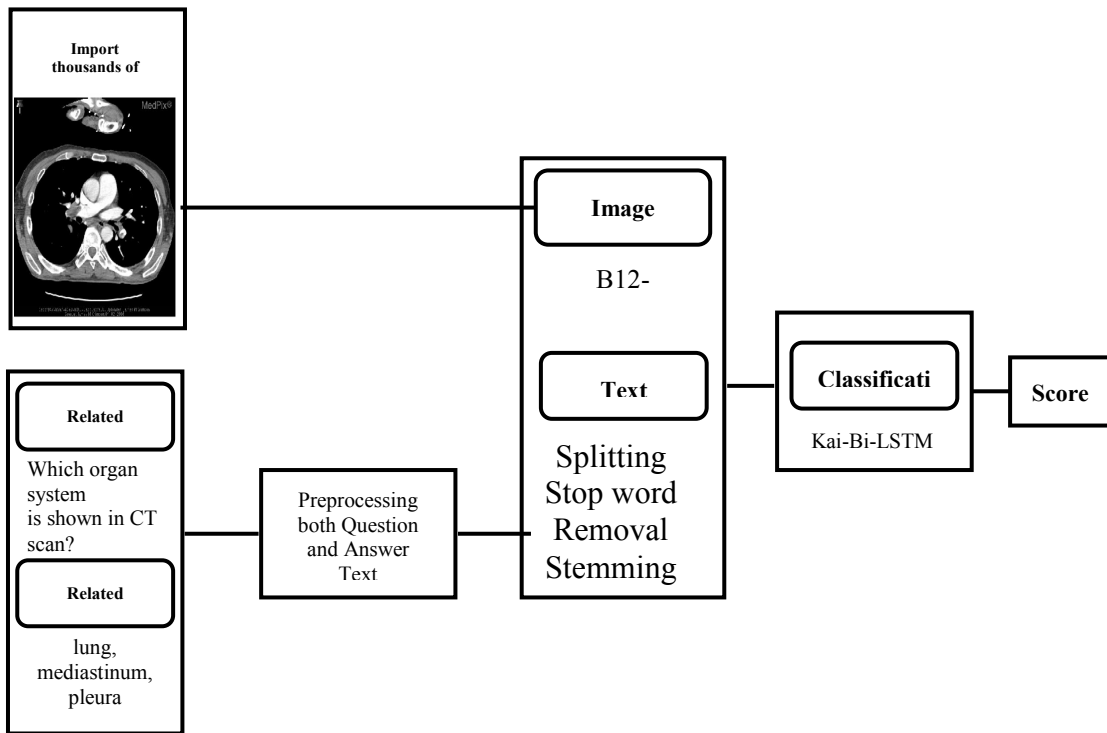 Import
thousands of
MedPix®
Image
B12-
Text
Splitting
Stop word
Removal
Stemming
Classificati
Kai-Bi-LSTM
Score
Related
Which organ
system
is shown in CT
scan?
Related
lung,
mediastinum,
pleura
Preprocessing
both Question
and Answer
Text